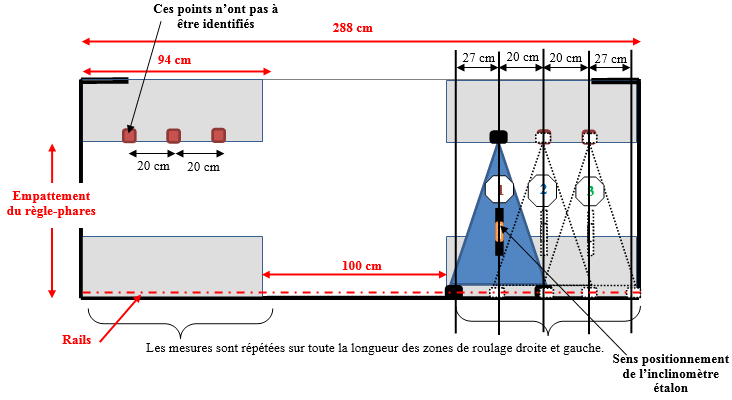 Ces points n'ont pas à
être identifiés
288 cm
94 cm
27 cm
20 cm
20 cm
27 cm
20 cm
20 cm
Empattement
du règle-phares
1
2
3
100 cm
Rails
Les mesures sont répétées sur toute la longueur des zones de roulage droite et gauche.
Sens positionnement
de l'inclinomètre
étalon